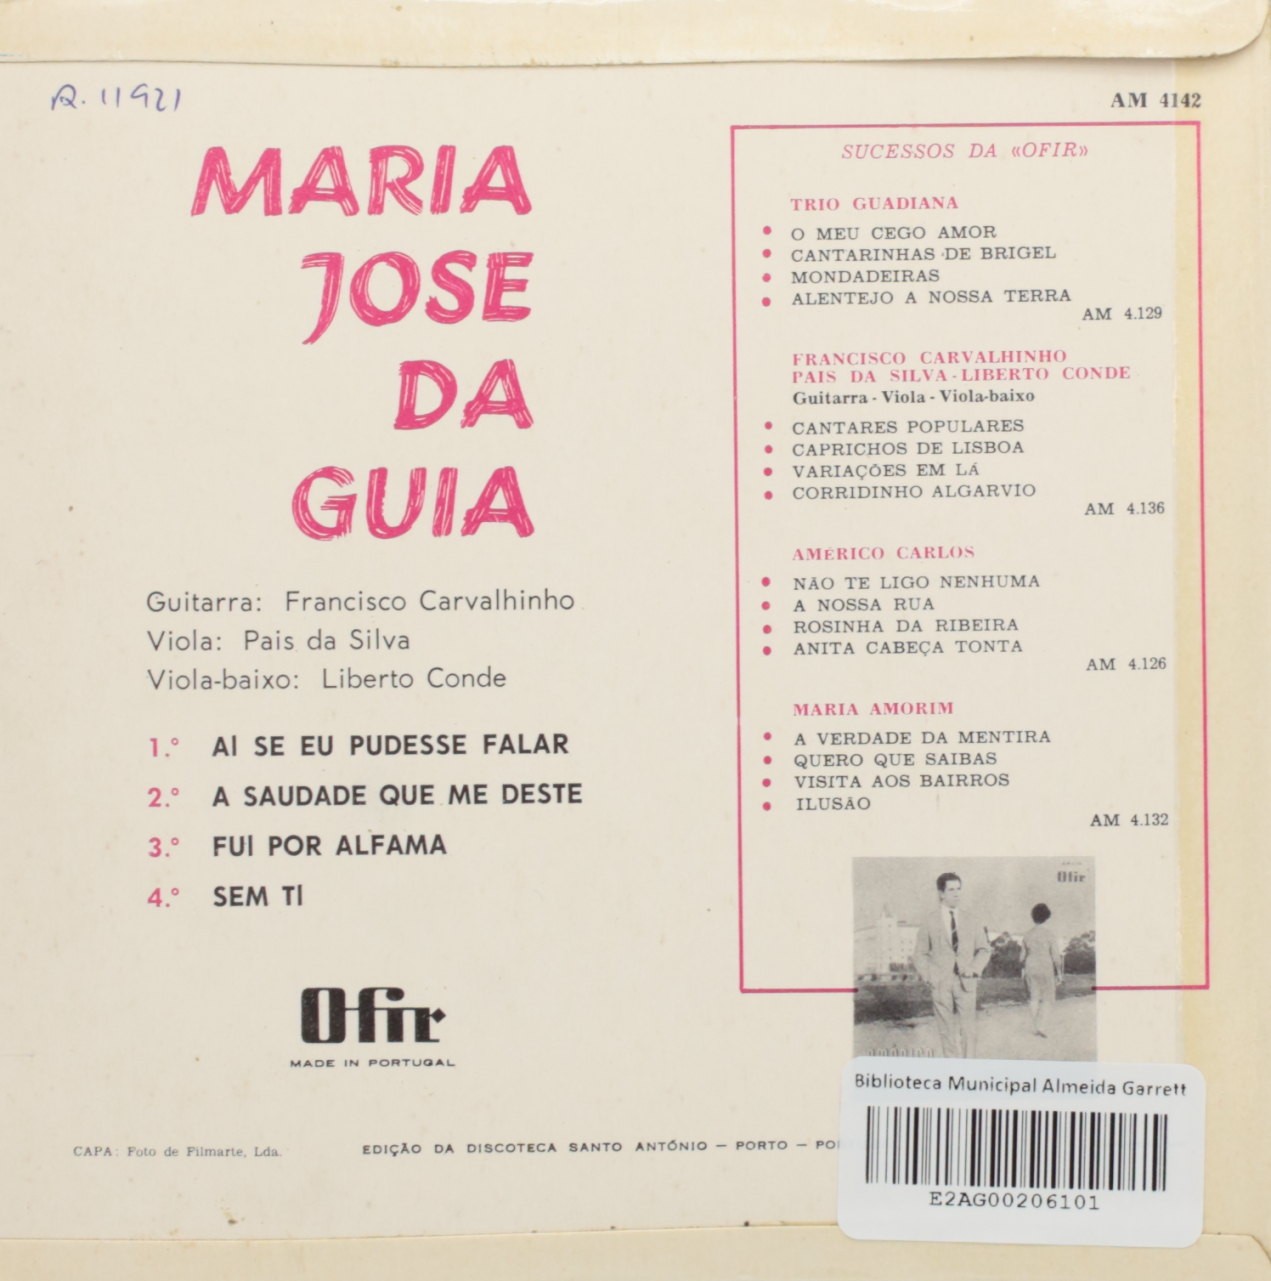 R. 11921
AM 4142
MARIA
JOSE
DA
GUIA
Guitarra: Francisco Carvalhinho
Viola: Pais da Silva
Viola-baixo: Liberto Conde
1.° AI SE EU PUDESSE FALAR
2.° A SAUDADE QUE ME DESTE
3.° FUI POR ALFAMA
4.° SEM TI
Ofir
MADE IN PORTUGAL
CAPA: Foto de Filmarte, Lda.
EDIÇÃO DA DISCOTECA SANTO ANTÓNIO — PORTO —
SUCESSOS DA «OFIR»
TRIO GUADIANA
• O MEU CEGO AMOR
• CANTARINHAS DE BRIGEL
• MONDADEIRAS
• ALENTEJO A NOSSA TERRA
AM 4.129
FRANCISCO CARVALHINHO
PAIS DA SILVA - LIBERTO CONDE
Guitarra - Viola - Viola-baixo
• CANTARES POPULARES
• CAPRICHOS DE LISBOA
• VARIAÇÕES EM LÁ
• CORRIDINHO ALGARVIO
AM 4.136
AMÉRICO CARLOS
• NÃO TE LIGO NENHUMA
• A NOSSA RUA
• ROSINHA DA RIBEIRA
• ANITA CABEÇA TONTA
AM 4.126
MARIA AMORIM
• A VERDADE DA MENTIRA
• QUERO QUE SAIBAS
• VISITA AOS BAIRROS
• ILUSÃO
AM 4.132
Ofir
Biblioteca Municipal Almeida Garrett
E2AG00206101